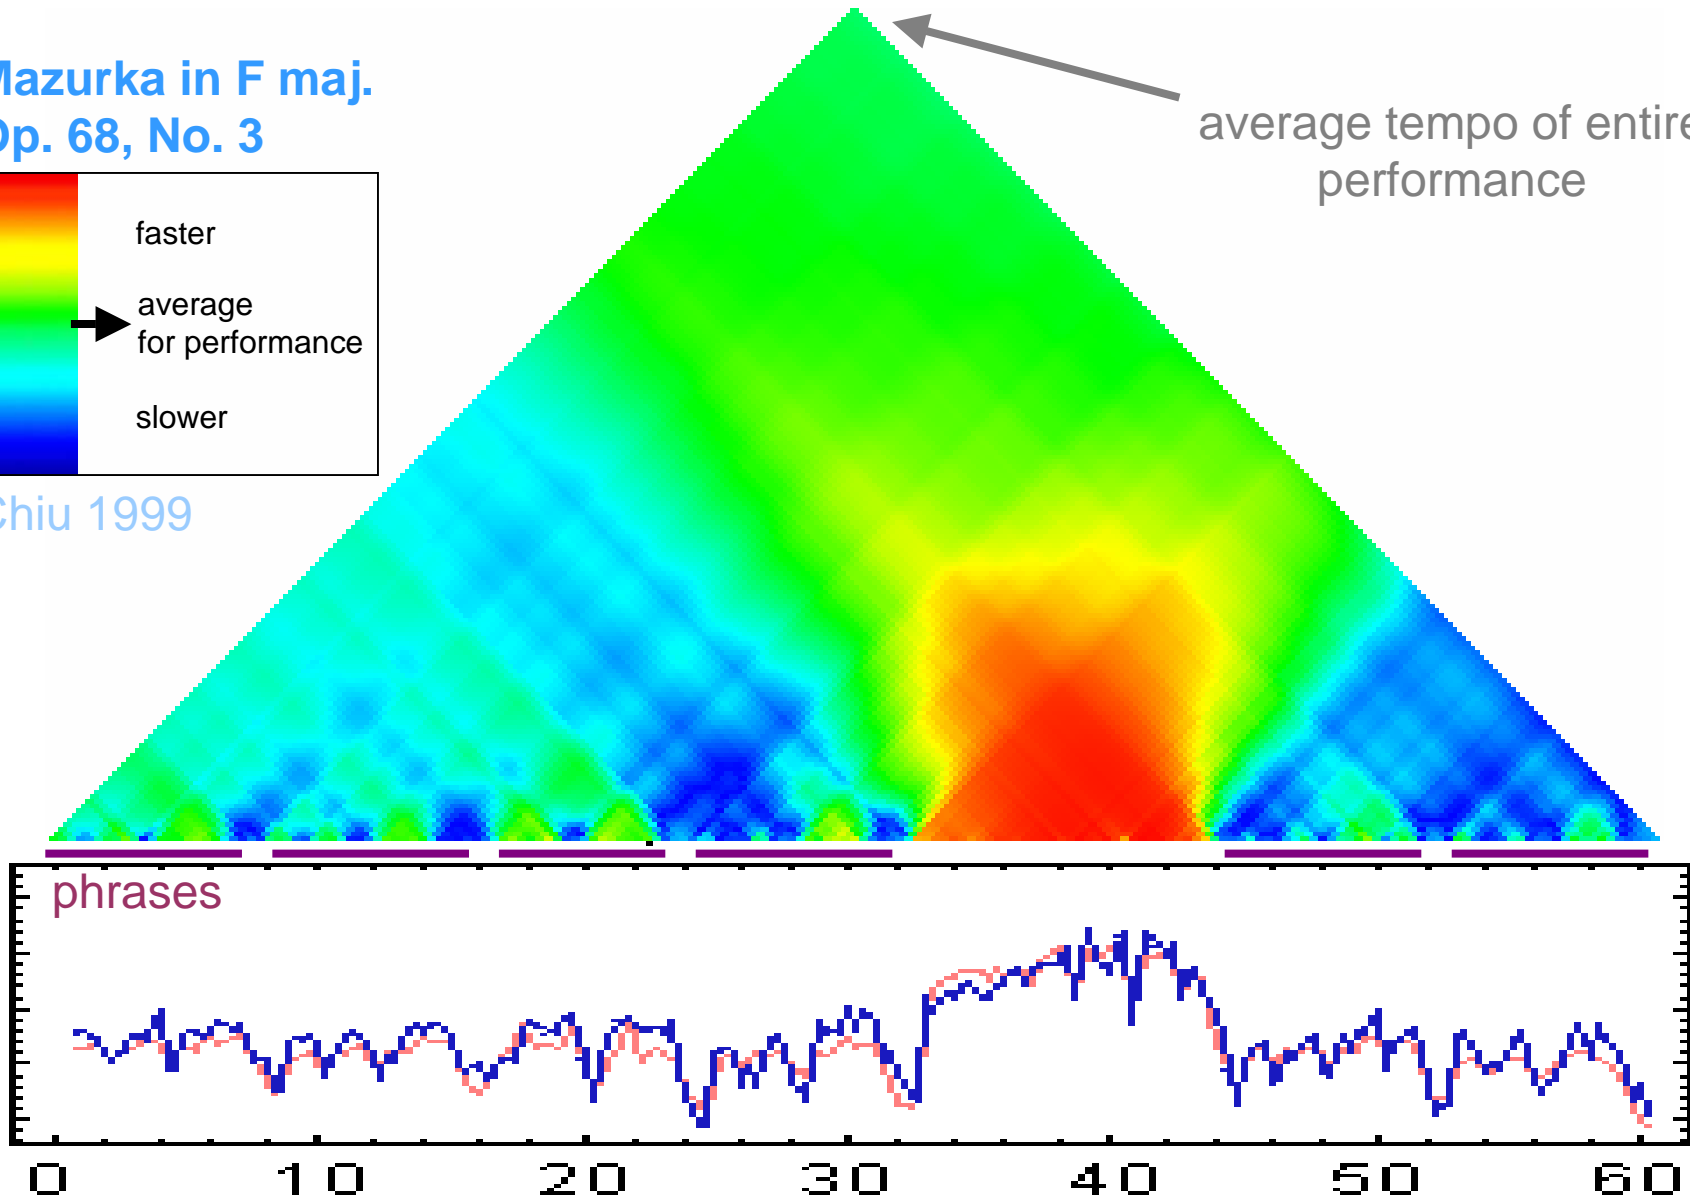 Mazurka in F maj.
Op. 68, No. 3
faster
average
for performance
slower
Chiu 1999
average tempo of entire
performance
phrases
0 10 20 30 40 50 60